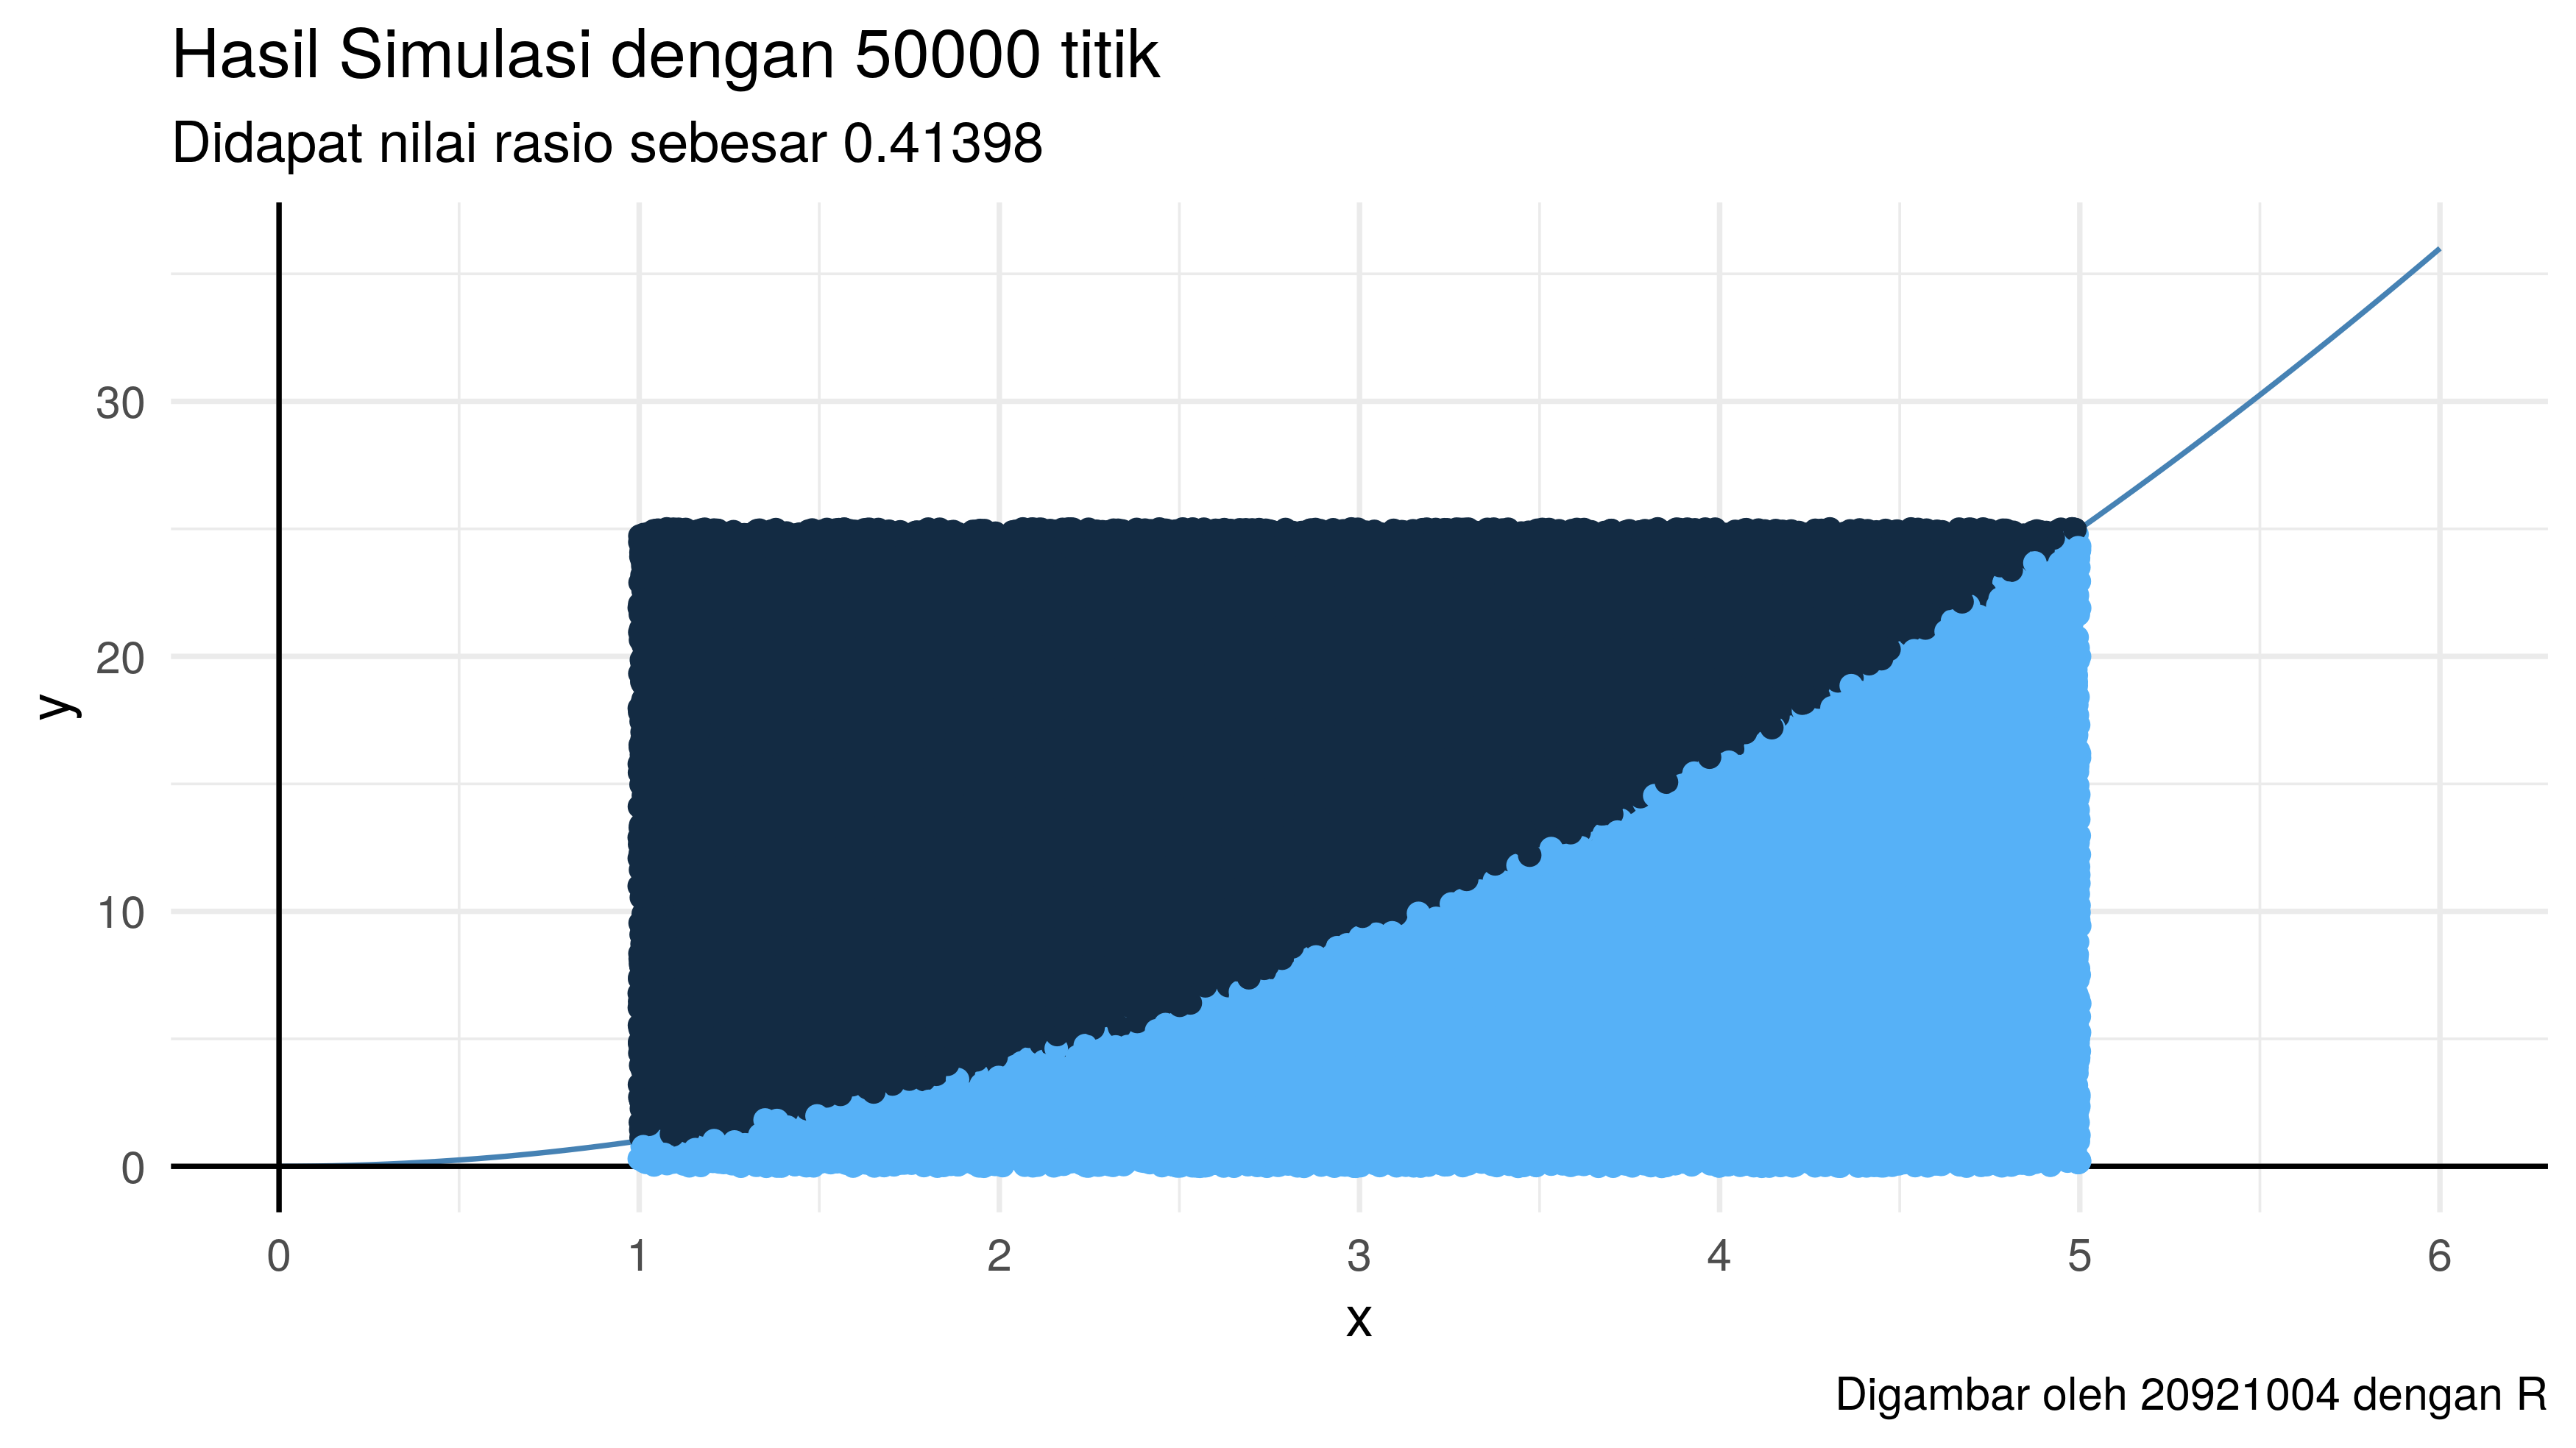 Hasil Simulasi dengan 50000 titik
Didapat nilai rasio sebesar 0.41398
30
20
10
0
y
0 1 2 3 4 5 6
x
Digambar oleh 20921004 dengan R